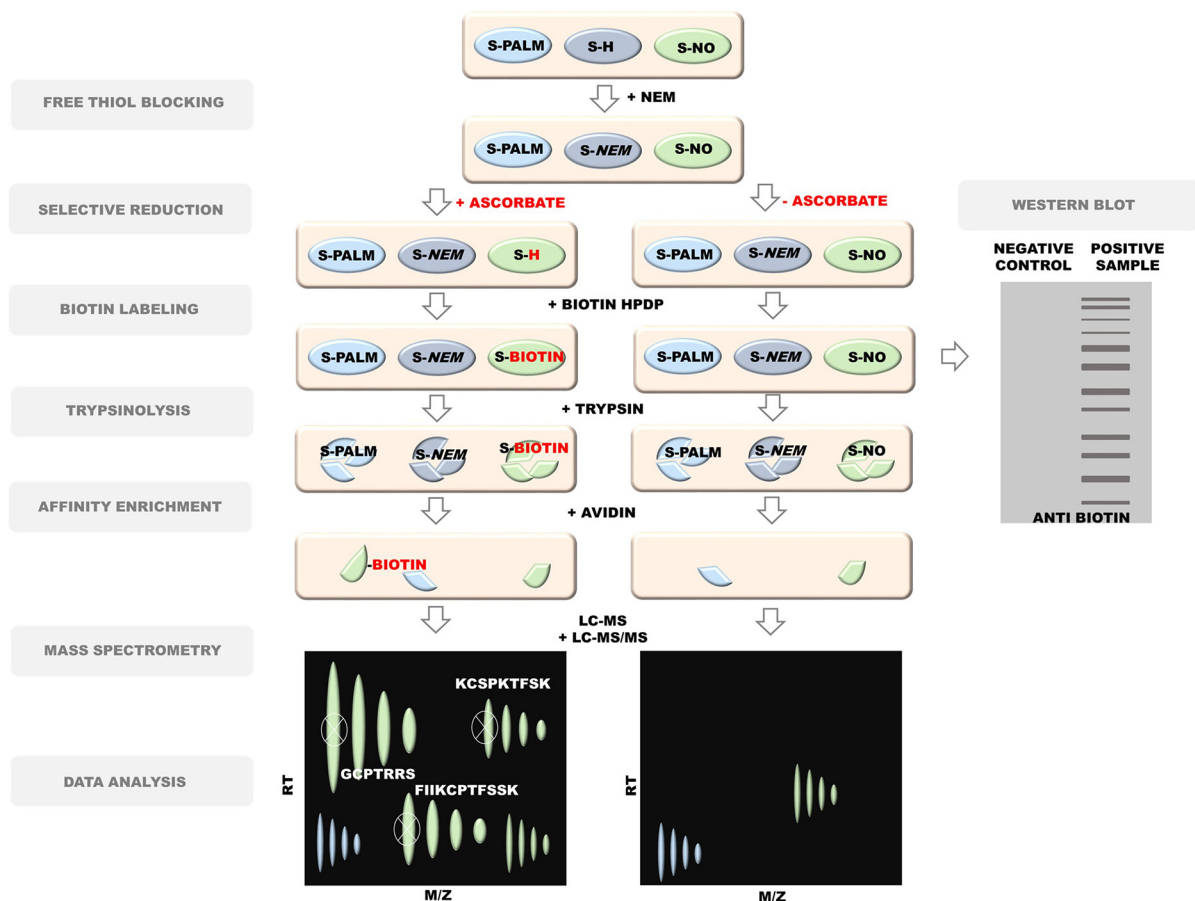 S-PALM
S-H
S-NO
FREE THIOL BLOCKING
+ NEM
S-PALM
S-NEM
S-NO
SELECTIVE REDUCTION
+ ASCORBATE
- ASCORBATE
WESTERN BLOT
S-PALM
S-NEM
S-H
S-PALM
S-NEM
S-NO
NEGATIVE
CONTROL
POSITIVE
SAMPLE
BIOTIN LABELING
+ BIOTIN HPDP
S-PALM
S-NEM
S-BIOTIN
S-PALM
S-NEM
S-NO
TRYPSINOLYSIS
+ TRYPSIN
S-PALM
S-NEM
S-BIOTIN
S-PALM
S-NEM
S-NO
AFFINITY ENRICHMENT
+ AVIDIN
ANTI BIOTIN
-BIOTIN
MASS SPECTROMETRY
LC-MS
+ LC-MS/MS
KCSPKTFSK
GCPTRRS
FIIKCPTFSSK
DATA ANALYSIS
RT
RT
M/Z
M/Z